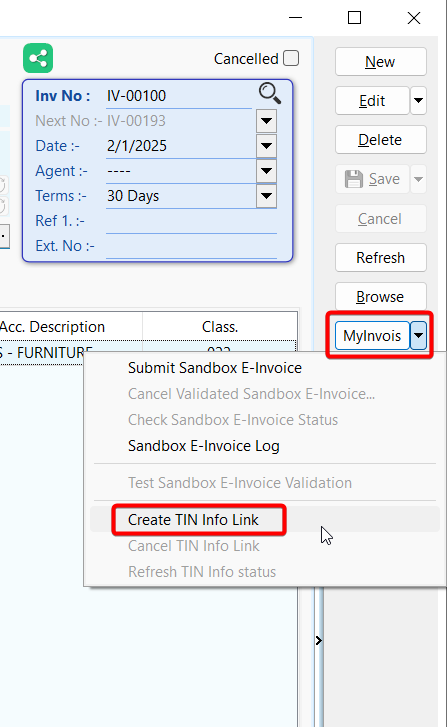 Cancelled
Inv No : IV-00100
Next No :- IV-00193
Date :- 2/1/2025
Agent :- ----
Terms :- 30 Days
Ref 1. :-
Ext. No :-
New
Edit
Delete
Save
Cancel
Refresh
Browse
MyInvois
Acc. Description Class.
S - FURNITURE
Submit Sandbox E-Invoice
Cancel Validated Sandbox E-Invoice...
Check Sandbox E-Invoice Status
Sandbox E-Invoice Log
Test Sandbox E-Invoice Validation
Create TIN Info Link
Cancel TIN Info Link
Refresh TIN Info status